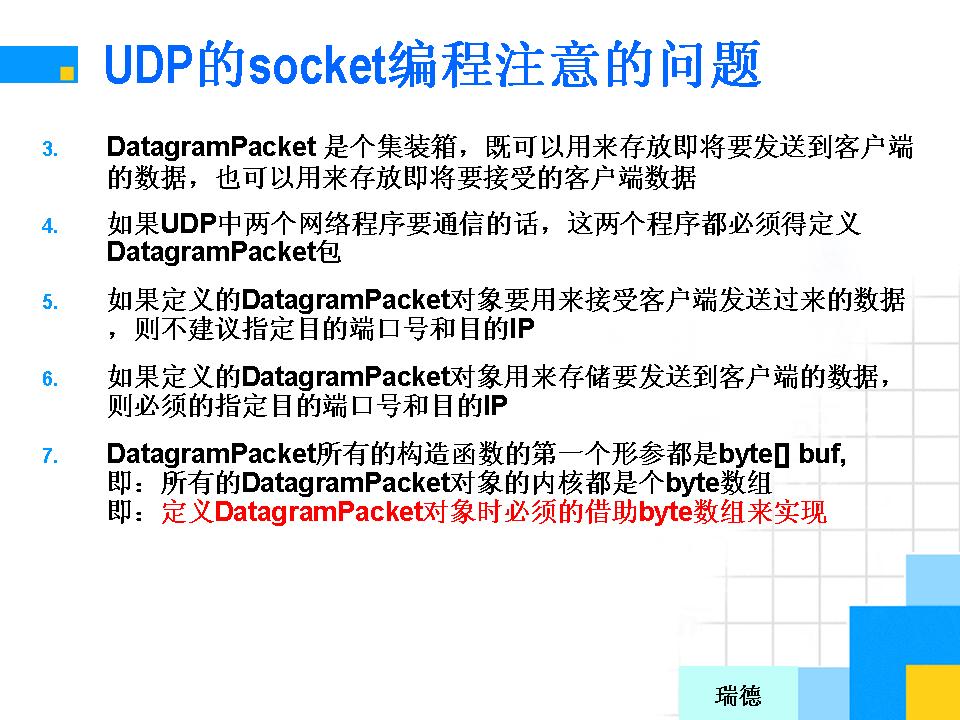 UDP的socket编程注意的问题
3. DatagramPacket 是个集装箱，既可以用来存放即将要发送到客户端
的数据，也可以用来存放即将要接受的客户端数据
4. 如果UDP中两个网络程序要通信的话，这两个程序都必须得定义
DatagramPacket包
5. 如果定义的DatagramPacket对象要用来接受客户端发送过来的数据
，则不建议指定目的端口号和目的IP
6. 如果定义的DatagramPacket对象用来存储要发送到客户端的数据，
则必须的指定目的端口号和目的IP
7. DatagramPacket所有的构造函数的第一个形参都是byte[] buf,
即：所有的DatagramPacket对象的内核都是个byte数组
即：定义DatagramPacket对象时必须的借助byte数组来实现
瑞德